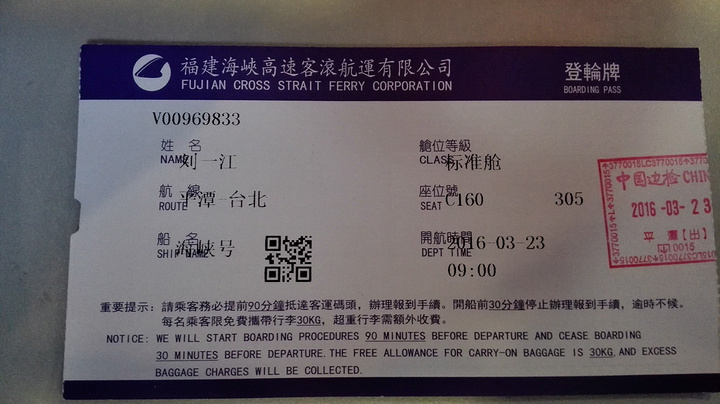 福建海峽高速客滾航運有限公司
FUJIAN CROSS STRAIT FERRY CORPORATION
登輪牌
BOARDING PASS
V00969833
姓 名
NAME 刘一江
艙位等級
CLASS 标准舱
航 線
ROUTE 平潭-台北
座位號
SEAT C160 305
船 名
SHIP NAME 海峡号
開航時間
DEPT TIME 2016-03-23
09:00
中国边检 CHIN
2016-03-23
平潭(出)
0015
3770015
重要提示：請乘客務必提前90分鐘抵達客運碼頭，辦理報到手續。開船前30分鐘停止辦理報到手續，逾時不候。
每名乘客限免費攜帶行李30KG，超重行李需額外收費。
NOTICE: WE WILL START BOARDING PROCEDURES 90 MINUTES BEFORE DEPARTURE AND CEASE BOARDING
30 MINUTES BEFORE DEPARTURE.THE FREE ALLOWANCE FOR CARRY-ON BAGGAGE IS 30KG,AND EXCESS
BAGGAGE CHARGES WILL BE COLLECTED.